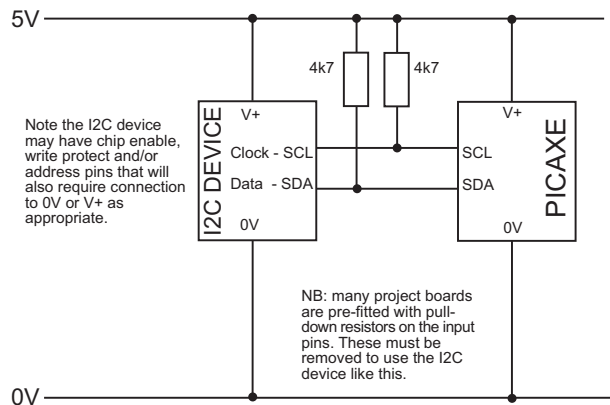 5V
4k7
4k7
V+
V+
Note the I2C device
may have chip enable,
write protect and/or
address pins that will
also require connection
to 0V or V+ as
appropriate.
I2C DEVICE
Clock - SCL
SCL
Data - SDA
SDA
PICAXE
0V
0V
NB: many project boards
are pre-fitted with pull-
down resistors on the input
pins. These must be
removed to use the I2C
device like this.
0V